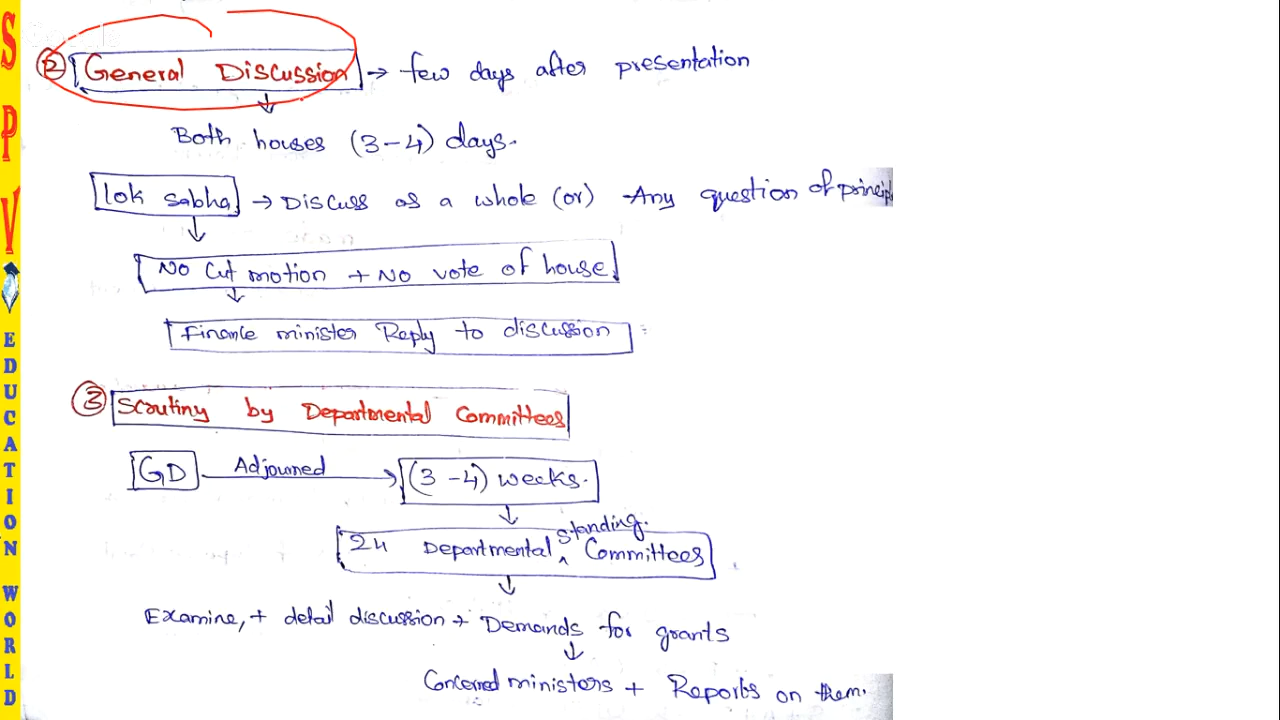 SPV EDUCATION WORLD
② General Discussion → few days after presentation
Both houses (3-4) days.
lok sabha → Discuss as a whole (or) Any question of
No cut motion + No vote of house
Finance minister Reply to discussion
③ Scrutiny by Departmental Committees
GD Adjourned → (3-4) weeks.
24 Departmental standing. Committees
Examine, + detail discussion + Demands for grants
ministers + Reports on them.